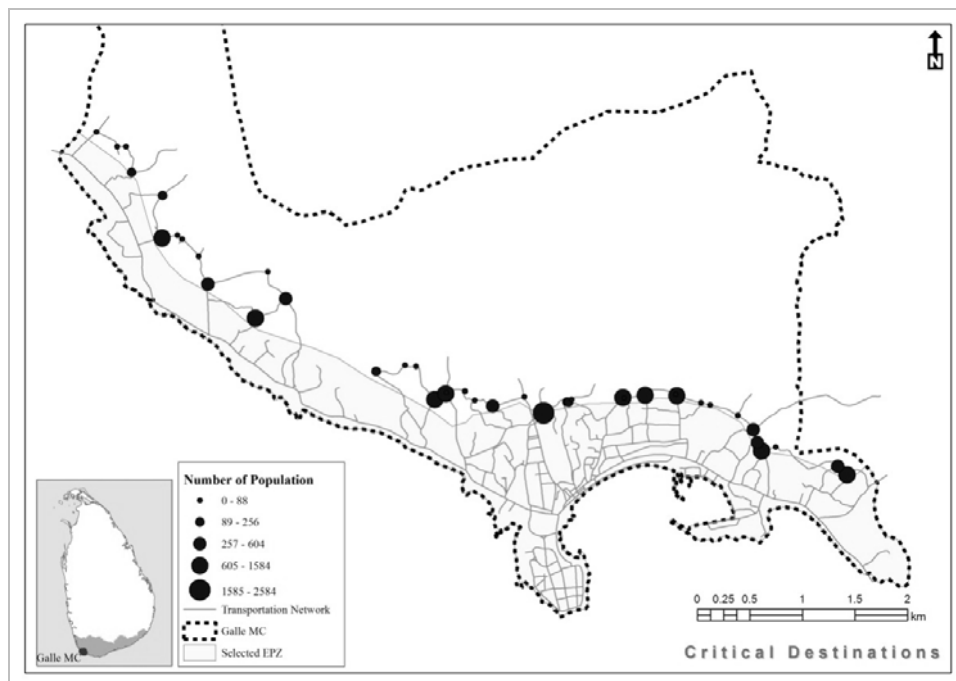 N
Number of Population
0 - 88
89 - 256
257 - 604
605 - 1584
1585 - 2584
Transportation Network
Galle MC
Selected EPZ
Galle MC
0 0.25 0.5 1 1.5 2
km
Critical Destinations